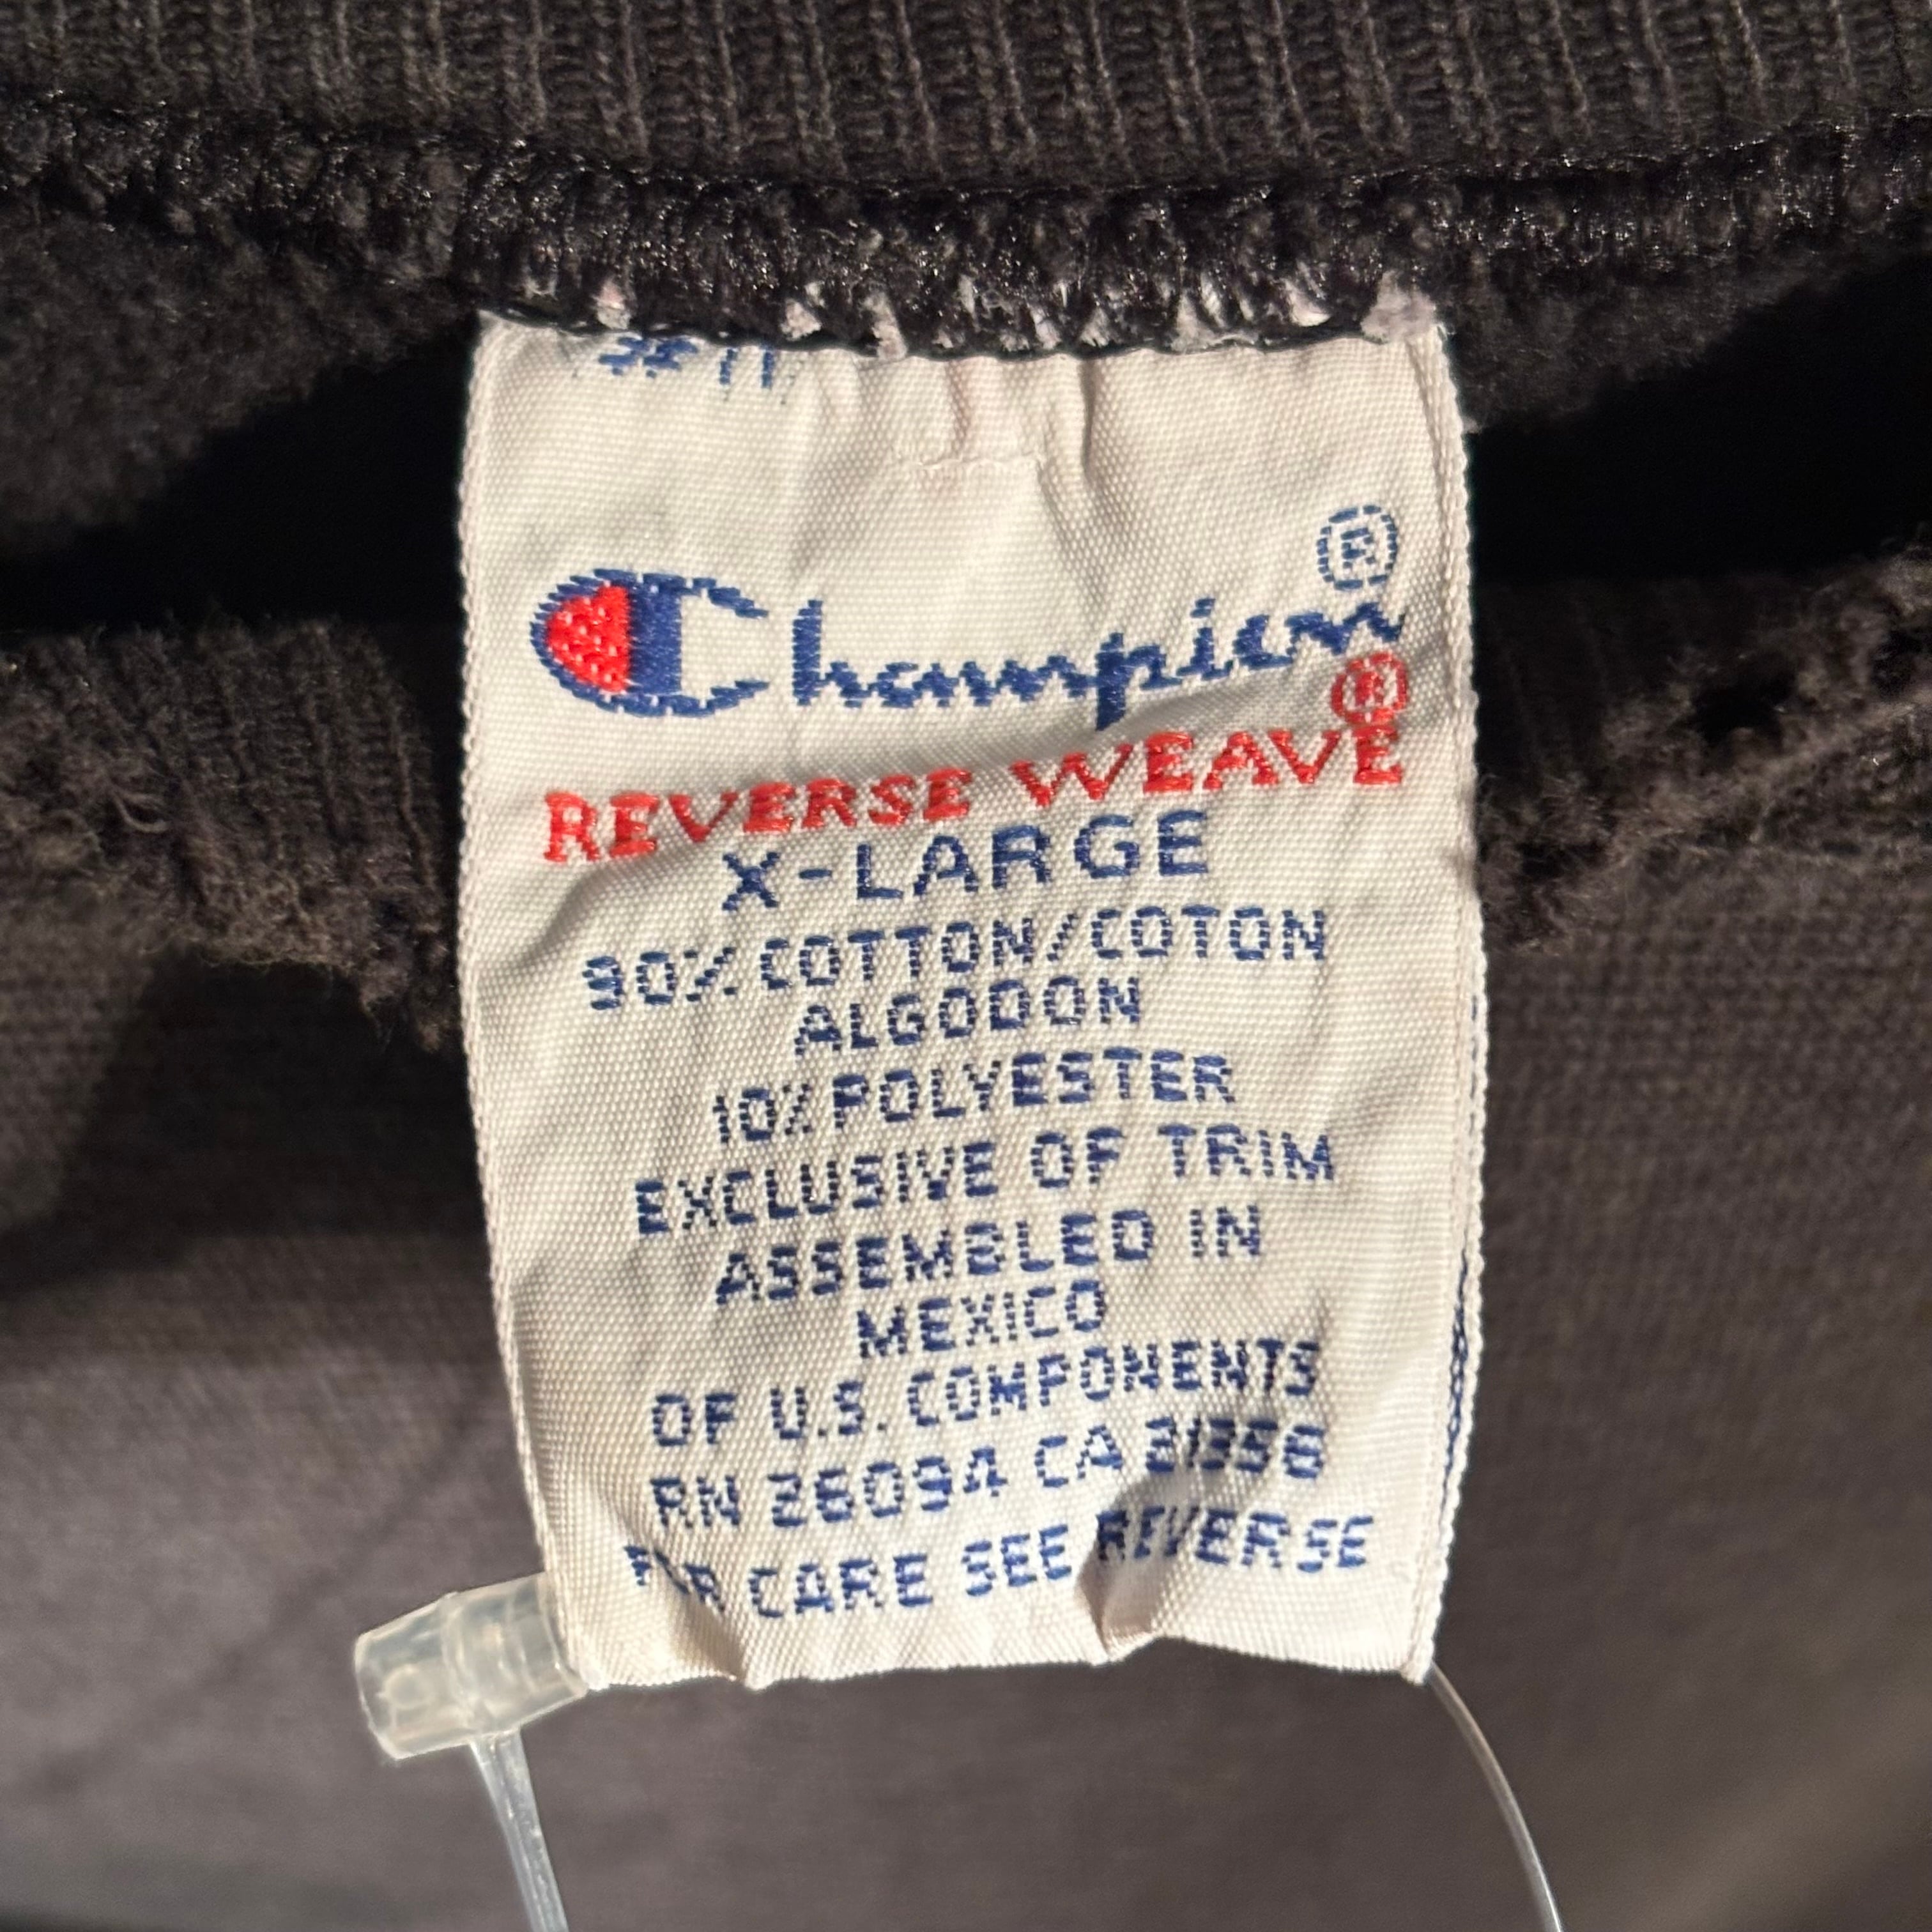 Champion®
REVERSE WEAVE®
X-LARGE
90% COTTON/COTON
ALGODON
10% POLYESTER
EXCLUSIVE OF TRIM
ASSEMBLED IN
MEXICO
OF U.S. COMPONENTS
RN 26094 CA
FOR CARE SEE REVERSE